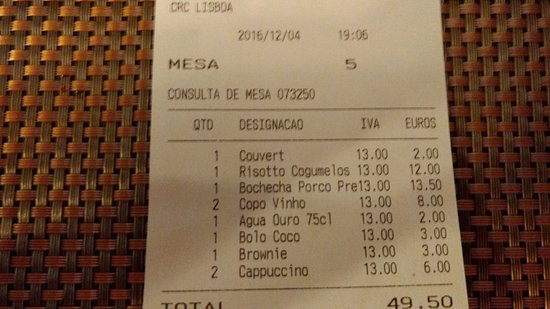 CRC LISBOA
2016/12/04 19:06
MESA 5
CONSULTA DE MESA 073250
QTD DESIGNACAO IVA EUROS
1 Couvert 13.00 2.00
1 Risotto Cogumelos 13.00 12.00
1 Bochecha Porco Pre13.00 13.50
2 Copo Vinho 13.00 8.00
1 Agua Ouro 75cl 13.00 2.00
1 Bolo Coco 13.00 3.00
1 Brownie 13.00 3.00
2 Cappuccino 13.00 6.00
TOTAL 49.50